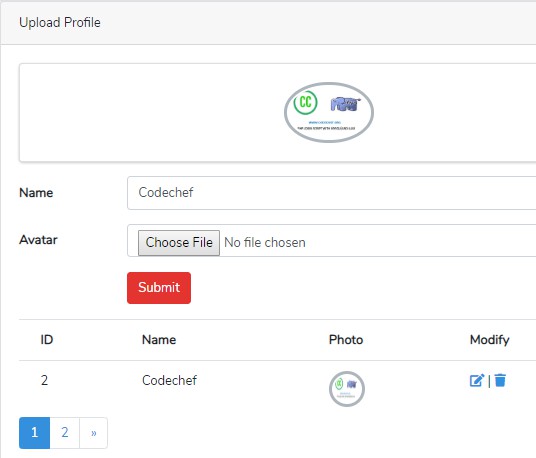 Upload Profile
CC
Name Codechef
Avatar Choose File No file chosen
Submit
ID Name Photo Modify
2 Codechef |
1 2 »